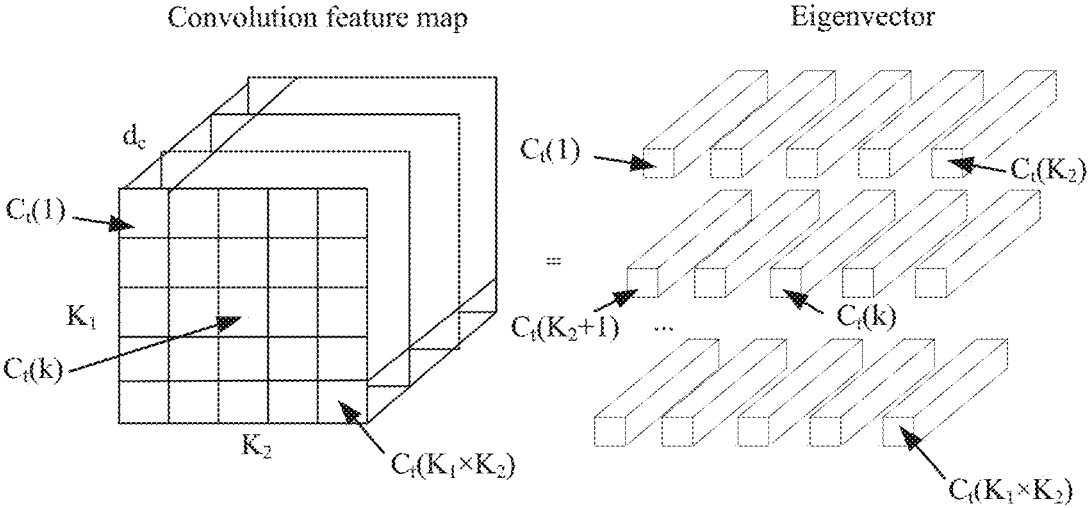 Convolution feature map
Eigenvector
d_c
C_t(1)
K_1
C_t(k)
K_2
C_t(K_1×K_2)
=
C_t(1)
C_t(K_2)
C_t(K_2+1)
...
C_t(k)
C_t(K_1×K_2)